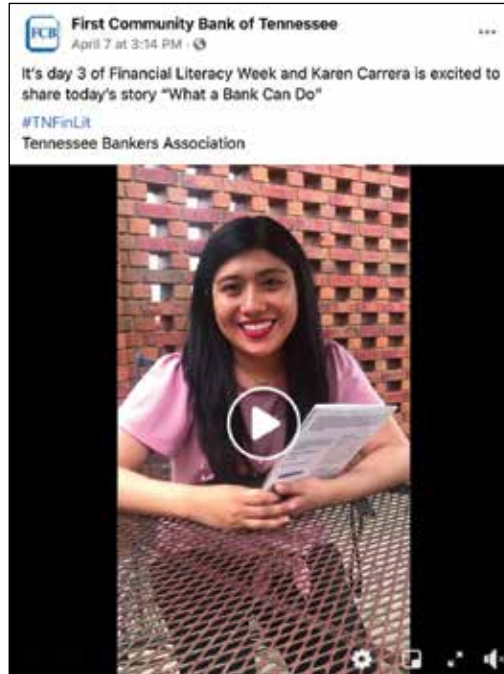 FCB
First Community Bank of Tennessee
April 7 at 3:14 PM ·
It's day 3 of Financial Literacy Week and Karen Carrera is excited to
share today's story "What a Bank Can Do"
#TNFinLit
Tennessee Bankers Association